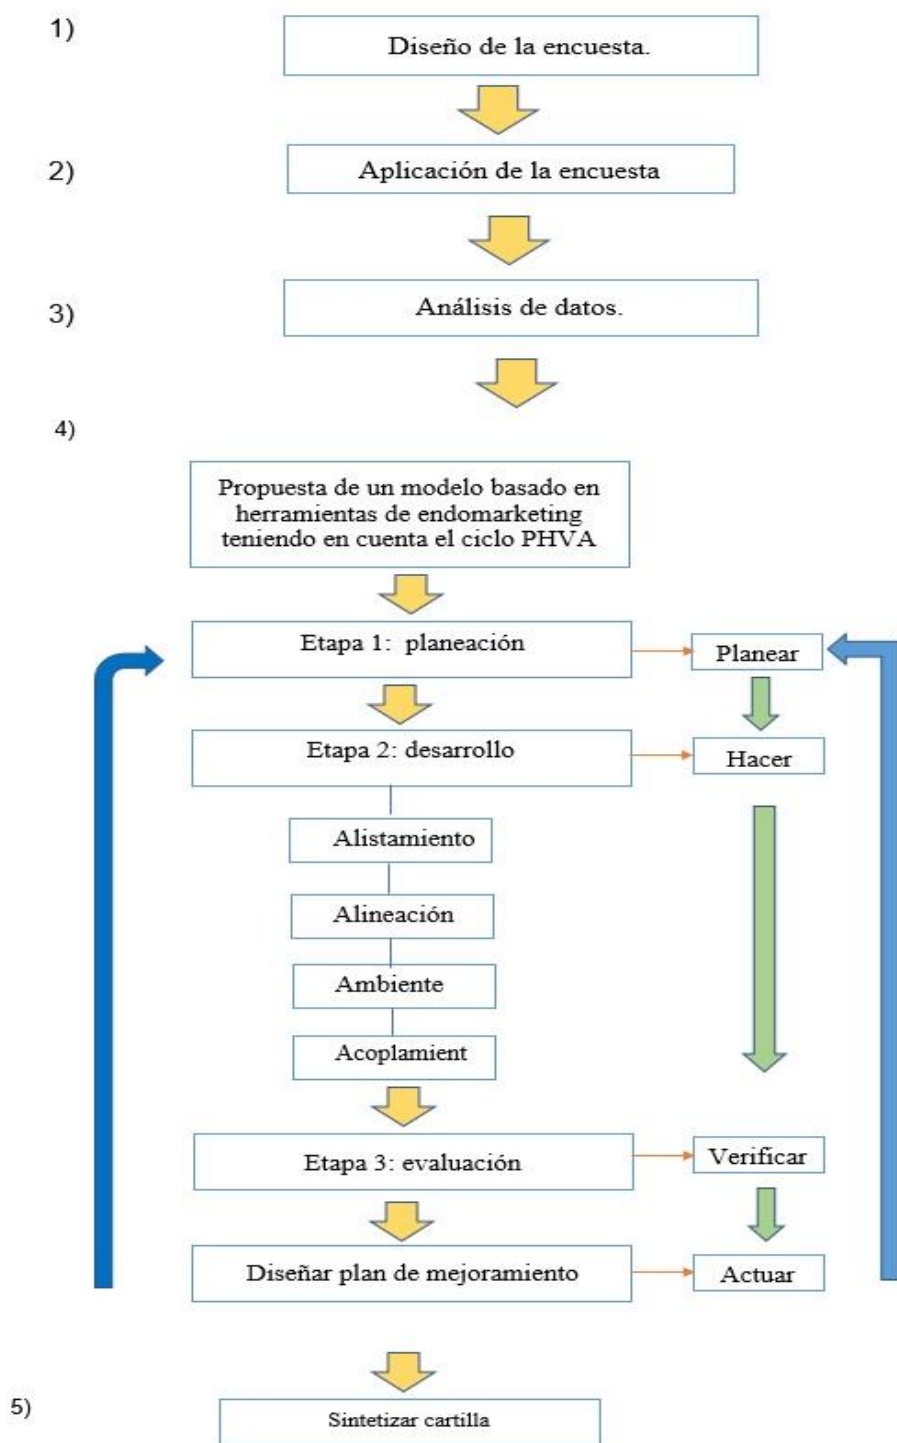 1)
Diseño de la encuesta.
2)
Aplicación de la encuesta
3)
Análisis de datos.
4)
Propuesta de un modelo basado en
herramientas de endomarketing
teniendo en cuenta el ciclo PHVA
Etapa 1: planeación
Planear
Etapa 2: desarrollo
Hacer
Alistamiento
Alineación
Ambiente
Acoplamient
Etapa 3: evaluación
Verificar
Diseñar plan de mejoramiento
Actuar
5)
Sintetizar cartilla